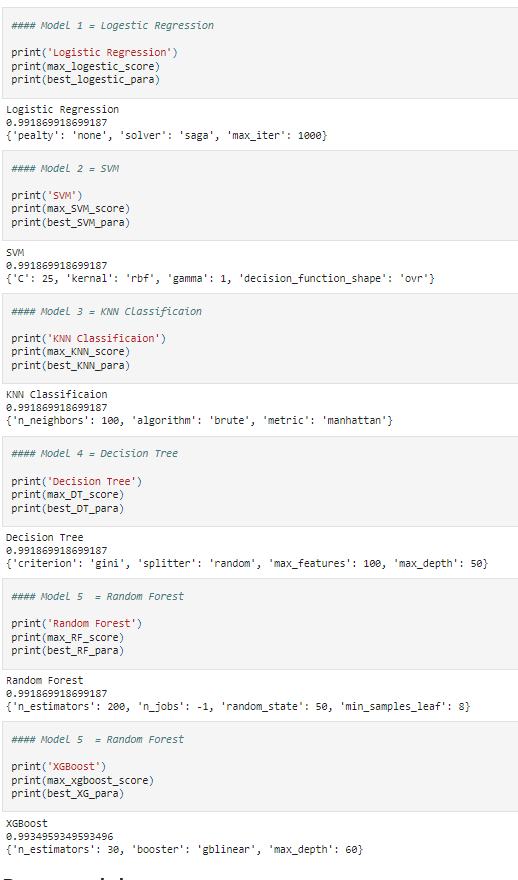 #### Model 1 = Logestic Regression
print('Logistic Regression')
print(max_logestic_score)
print(best_logestic_para)
Logistic Regression
0.991869918699187
{'pealty': 'none', 'solver': 'saga', 'max_iter': 1000}
#### Model 2 = SVM
print('SVM')
print(max_SVM_score)
print(best_SVM_para)
SVM
0.991869918699187
{'C': 25, 'kernal': 'rbf', 'gamma': 1, 'decision_function_shape': 'ovr'}
#### Model 3 = KNN Classificaion
print('KNN Classificaion')
print(max_KNN_score)
print(best_KNN_para)
KNN Classificaion
0.991869918699187
{'n_neighbors': 100, 'algorithm': 'brute', 'metric': 'manhattan'}
#### Model 4 = Decision Tree
print('Decision Tree')
print(max_DT_score)
print(best_DT_para)
Decision Tree
0.991869918699187
{'criterion': 'gini', 'splitter': 'random', 'max_features': 100, 'max_depth': 50}
#### Model 5  = Random Forest
print('Random Forest')
print(max_RF_score)
print(best_RF_para)
Random Forest
0.991869918699187
{'n_estimators': 200, 'n_jobs': -1, 'random_state': 50, 'min_samples_leaf': 8}
#### Model 5  = Random Forest
print('XGBoost')
print(max_xgboost_score)
print(best_XG_para)
XGBoost
0.9934959349593496
{'n_estimators': 30, 'booster': 'gblinear', 'max_depth': 60}